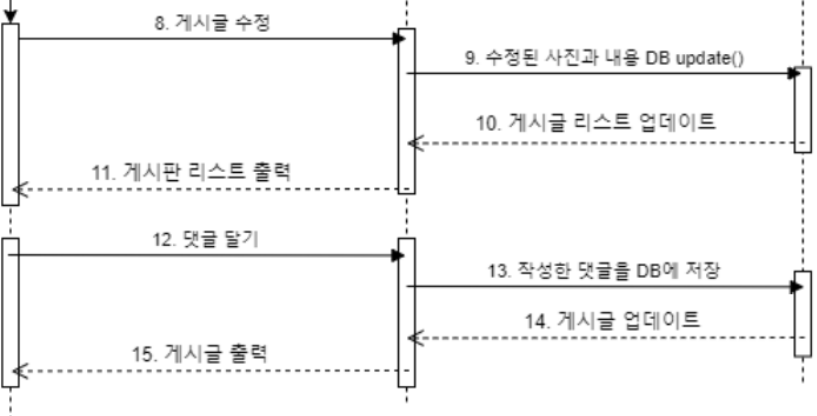 8. 게시글 수정
9. 수정된 사진과 내용 DB update()
10. 게시글 리스트 업데이트
11. 게시판 리스트 출력
12. 댓글 달기
13. 작성한 댓글을 DB에 저장
14. 게시글 업데이트
15. 게시글 출력